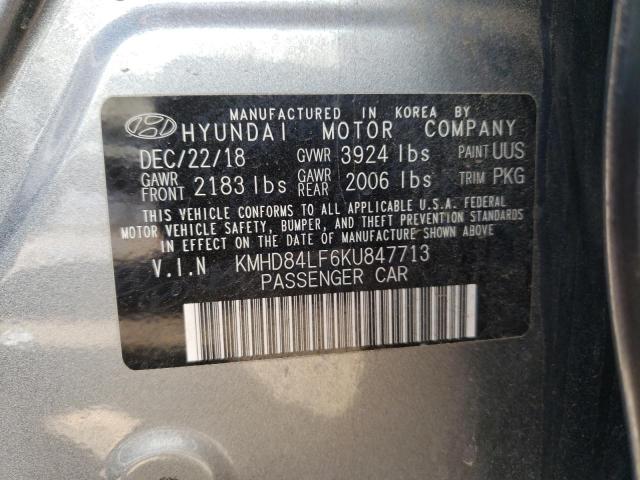 MANUFACTURED IN KOREA BY
HYUNDAI MOTOR COMPANY
DEC/22/18 GVWR 3924 lbs PAINT UUS
GAWR FRONT 2183 lbs GAWR REAR 2006 lbs TRIM PKG
THIS VEHICLE CONFORMS TO ALL APPLICABLE U.S.A. FEDERAL
MOTOR VEHICLE SAFETY, BUMPER, AND THEFT PREVENTION STANDARDS
IN EFFECT ON THE DATE OF MANUFACTURE SHOWN ABOVE.
V.I.N KMHD84LF6KU847713
PASSENGER CAR